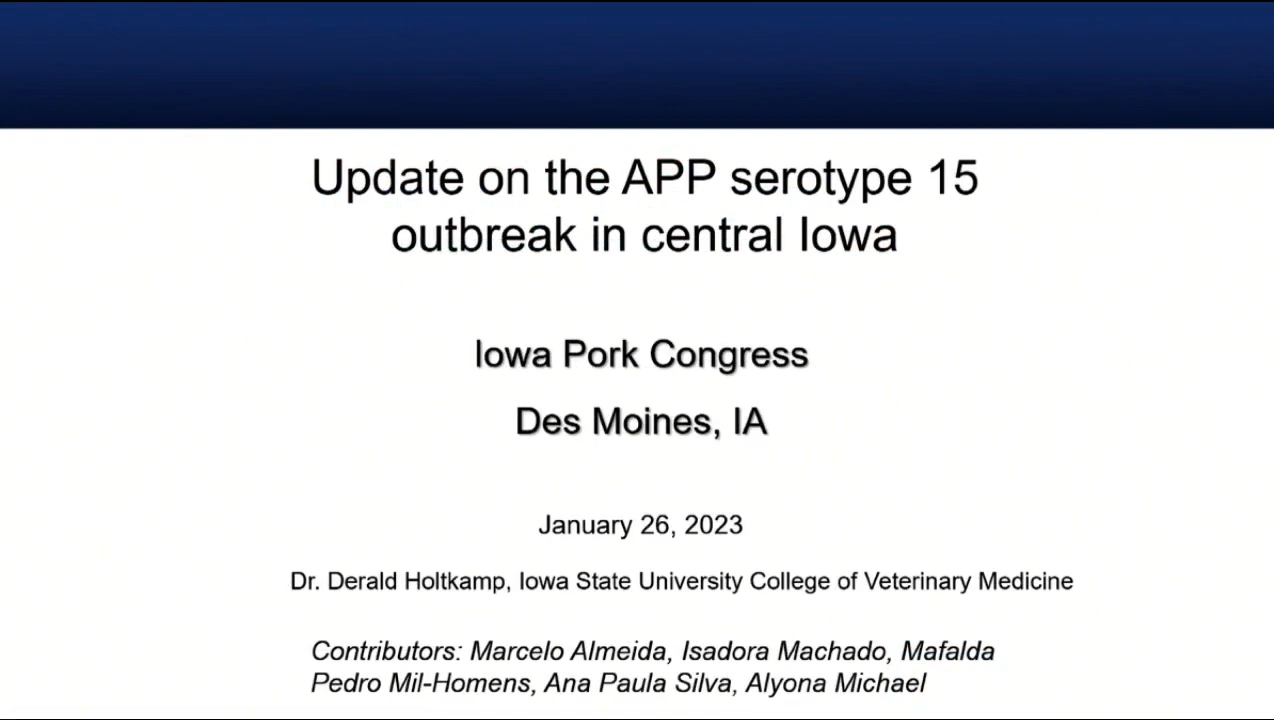 Update on the APP serotype 15
outbreak in central Iowa
Iowa Pork Congress
Des Moines, IA
January 26, 2023
Dr. Derald Holtkamp, Iowa State University College of Veterinary Medicine
Contributors: Marcelo Almeida, Isadora Machado, Mafalda
Pedro Mil-Homens, Ana Paula Silva, Alyona Michael